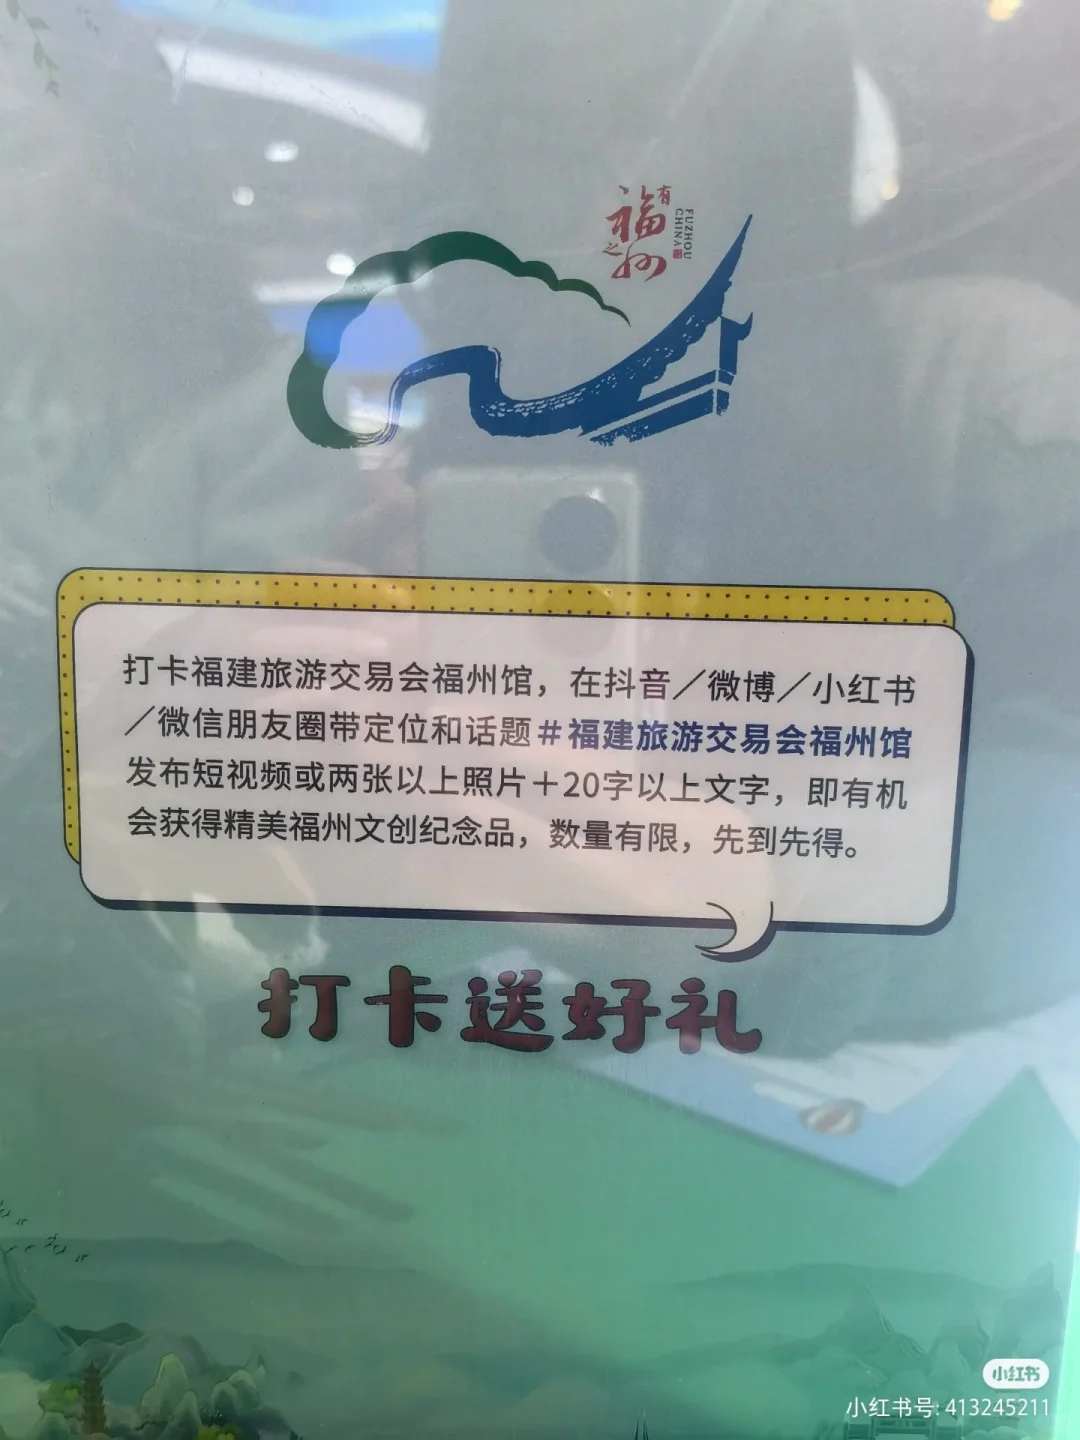 有福之州
FUZHOU
CHINA
打卡福建旅游交易会福州馆，在抖音／微博／小红书
／微信朋友圈带定位和话题＃福建旅游交易会福州馆
发布短视频或两张以上照片＋20字以上文字，即有机
会获得精美福州文创纪念品，数量有限，先到先得。
打卡送好礼
小红书
小红书号: 413245211